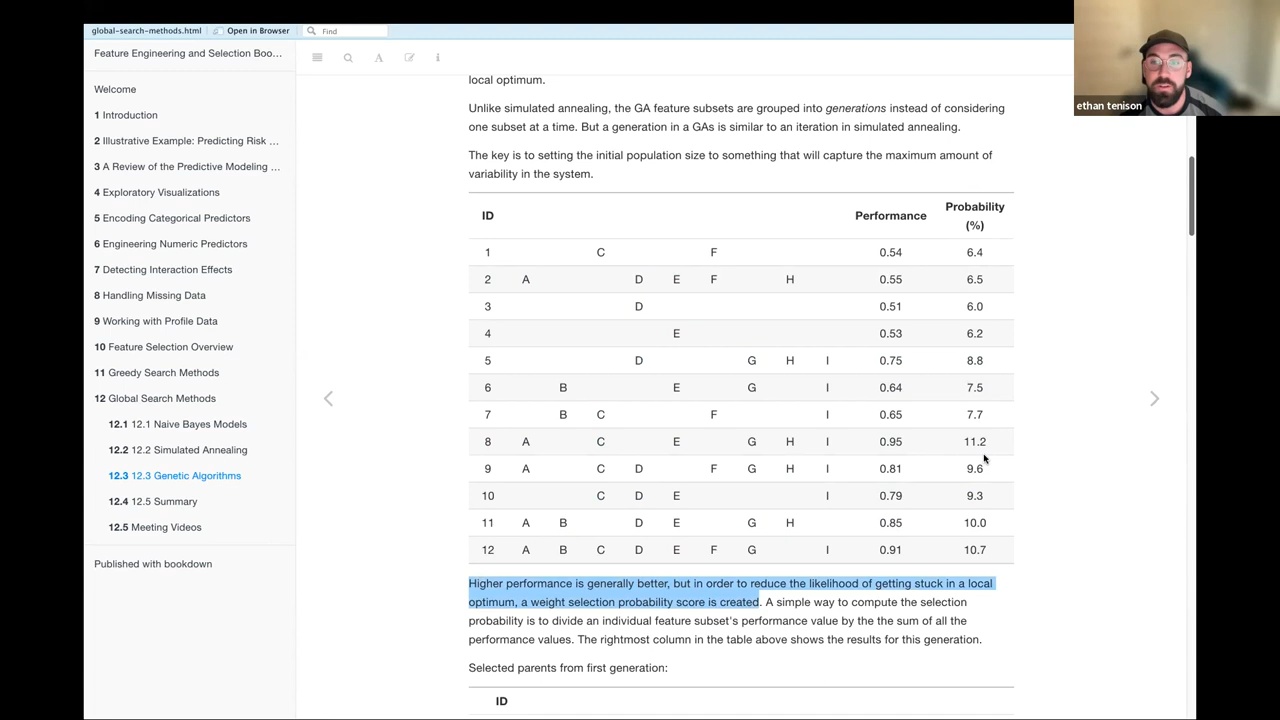 global-search-methods.html Open in Browser Find
Feature Engineering and Selection Boo…
Welcome
1 Introduction
2 Illustrative Example: Predicting Risk …
3 A Review of the Predictive Modeling …
4 Exploratory Visualizations
5 Encoding Categorical Predictors
6 Engineering Numeric Predictors
7 Detecting Interaction Effects
8 Handling Missing Data
9 Working with Profile Data
10 Feature Selection Overview
11 Greedy Search Methods
12 Global Search Methods
12.1 12.1 Naive Bayes Models
12.2 12.2 Simulated Annealing
12.3 12.3 Genetic Algorithms
12.4 12.5 Summary
12.5 Meeting Videos
Published with bookdown
local optimum.
Unlike simulated annealing, the GA feature subsets are grouped into generations instead of considering
one subset at a time. But a generation in a GAs is similar to an iteration in simulated annealing.
The key is to setting the initial population size to something that will capture the maximum amount of
variability in the system.
ID Performance Probability (%)
1 C F 0.54 6.4
2 A D E F H 0.55 6.5
3 D 0.51 6.0
4 E 0.53 6.2
5 D G H I 0.75 8.8
6 B E G I 0.64 7.5
7 B C F I 0.65 7.7
8 A C E G H I 0.95 11.2
9 A C D F G H I 0.81 9.6
10 C D E I 0.79 9.3
11 A B D E G H 0.85 10.0
12 A B C D E F G I 0.91 10.7
Higher performance is generally better, but in order to reduce the likelihood of getting stuck in a local
optimum, a weight selection probability score is created. A simple way to compute the selection
probability is to divide an individual feature subset's performance value by the the sum of all the
performance values. The rightmost column in the table above shows the results for this generation.
Selected parents from first generation:
ID
ethan tenison